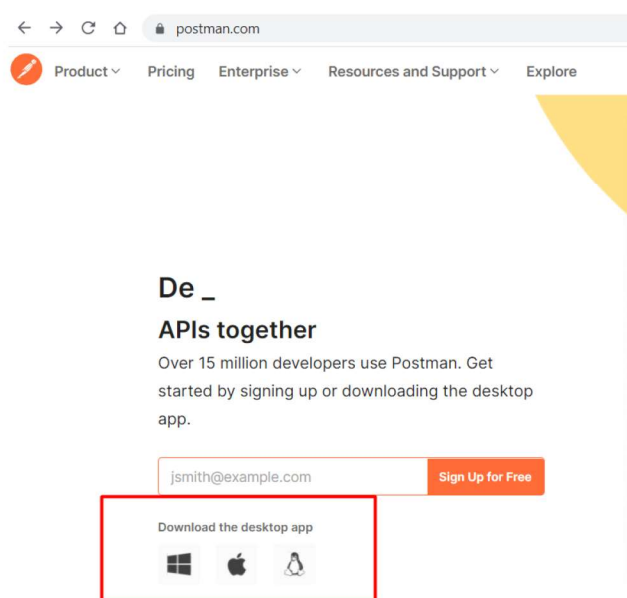 postman.com
Product Pricing Enterprise Resources and Support Explore
De _
APIs together
Over 15 million developers use Postman. Get
started by signing up or downloading the desktop
app.
jsmith@example.com Sign Up for Free
Download the desktop app